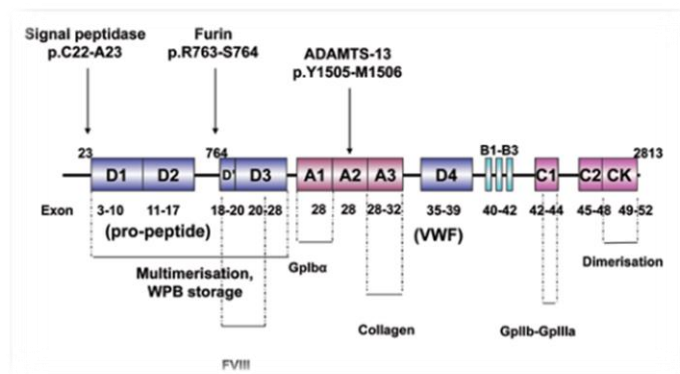 Signal peptidase
p.C22-A23
Furin
p.R763-S764
ADAMTS-13
p.Y1505-M1506
23
764
B1-B3
2813
D1
D2
D'
D3
A1
A2
A3
D4
C1
C2
CK
Exon
3-10
11-17
18-20
20-28
28
28
28-32
35-39
40-42
42-44
45-48
49-52
(pro-peptide)
(VWF)
Multimerisation,
WPB storage
GpIbα
Dimerisation
Collagen
GpIIb-GpIIIa
FVIII